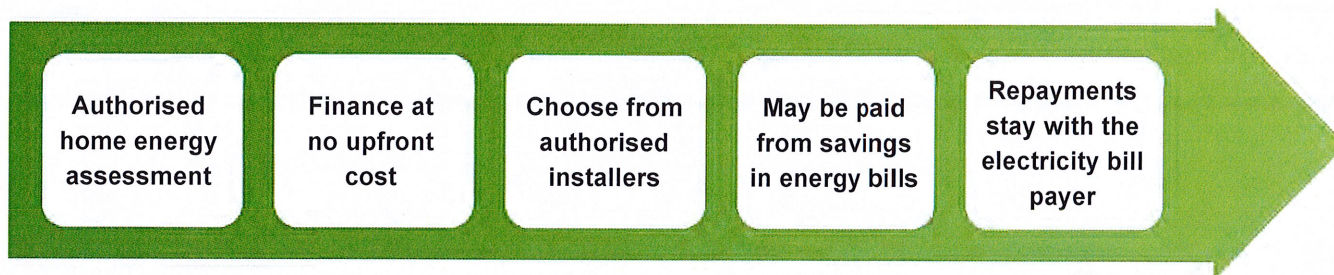 Authorised
home energy
assessment
Finance at
no upfront
cost
Choose from
authorised
installers
May be paid
from savings
in energy bills
Repayments
stay with the
electricity bill
payer